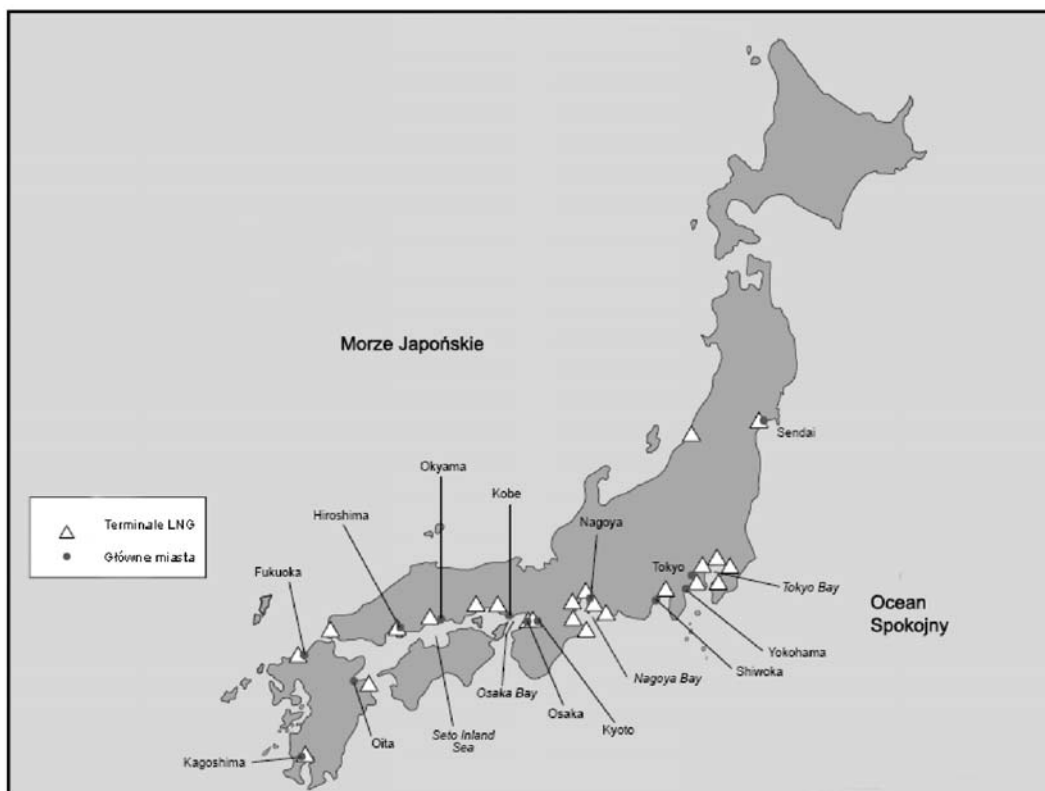 Morze Japońskie
Sendai
Okyama
Kobe
Hiroshima
Nagoya
Terminale LNG
Główne miasta
Fukuoka
Tokyo
Tokyo Bay
Ocean
Spokojny
Yokohama
Shiwoka
Nagoya Bay
Osaka Bay
Osaka
Kyoto
Seto Inland
Sea
Oita
Kagoshima